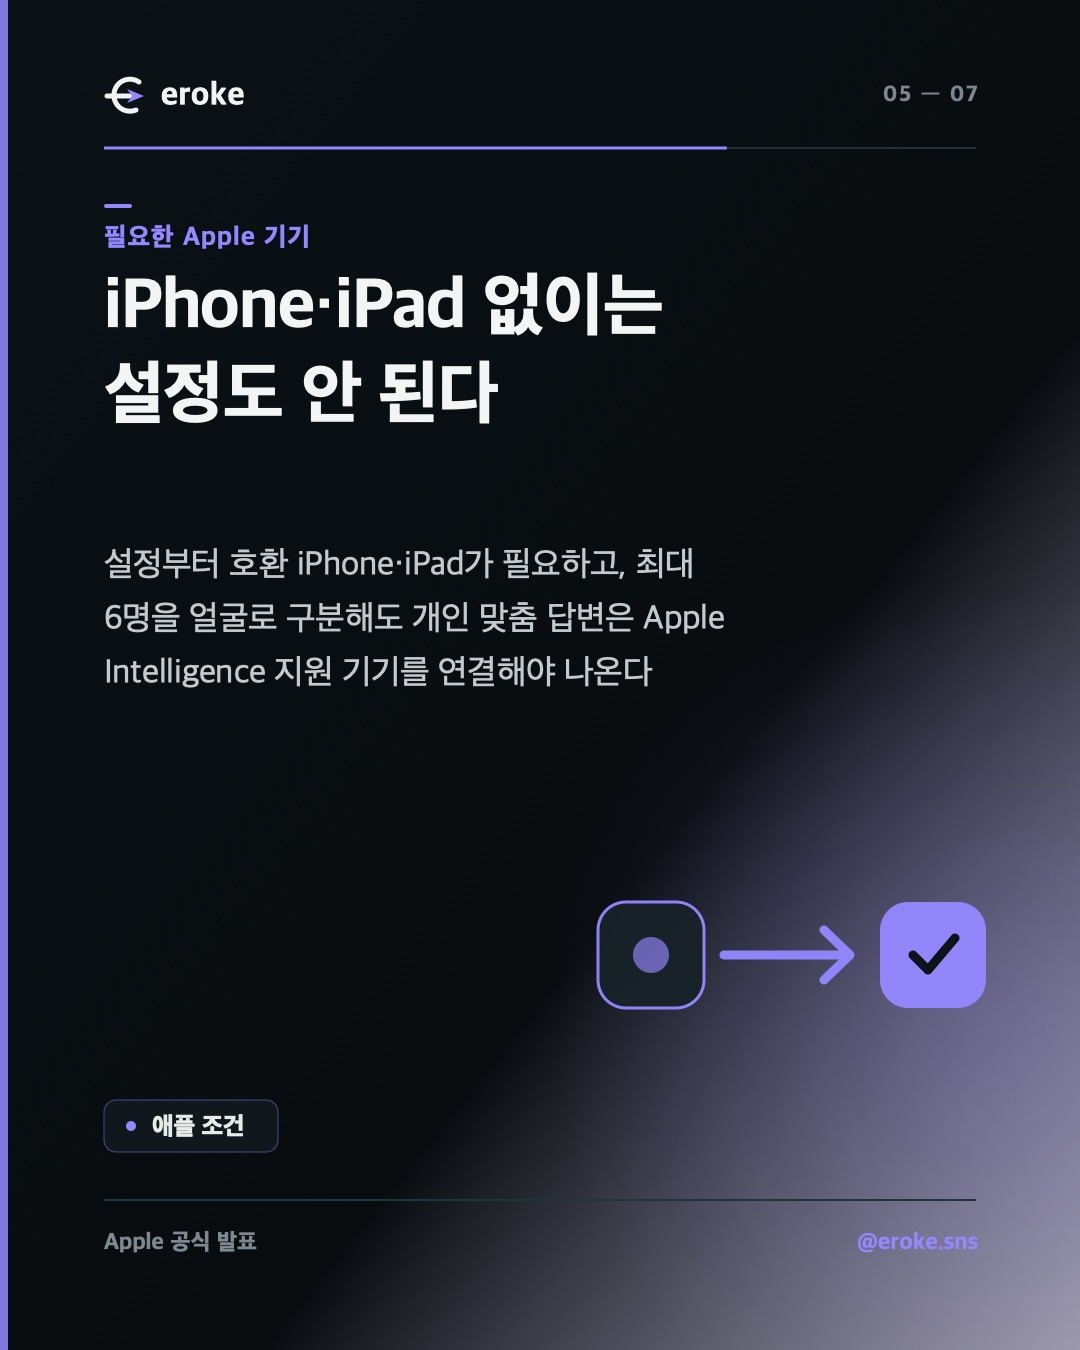 eroke
05 — 07
필요한 Apple 기기
iPhone·iPad 없이는
설정도 안 된다
설정부터 호환 iPhone·iPad가 필요하고, 최대
6명을 얼굴로 구분해도 개인 맞춤 답변은 Apple
Intelligence 지원 기기를 연결해야 나온다
애플 조건
Apple 공식 발표
@eroke.sns